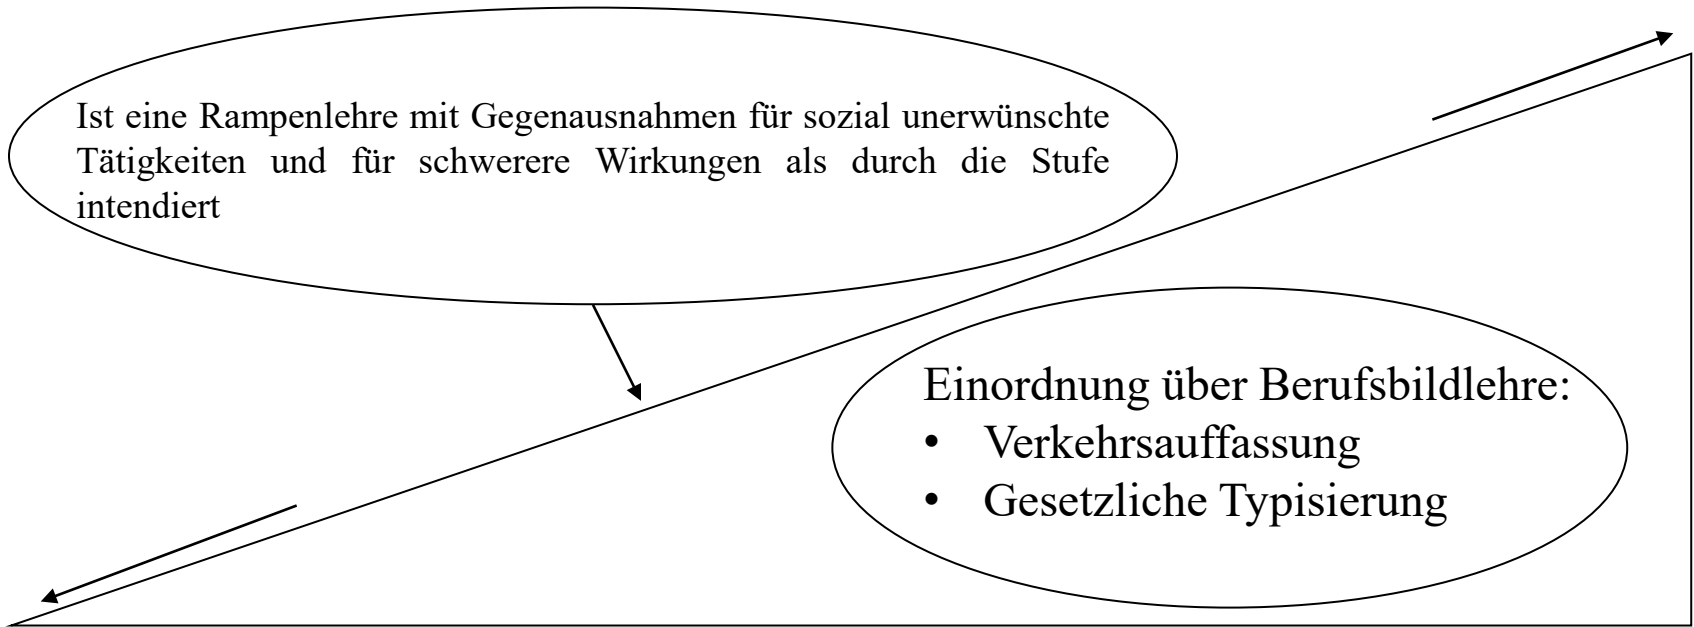 Ist eine Rampenlehre mit Gegenausnahmen für sozial unerwünschte
Tätigkeiten und für schwerere Wirkungen als durch die Stufe
intendiert
Einordnung über Berufsbildlehre:
• Verkehrsauffassung
• Gesetzliche Typisierung